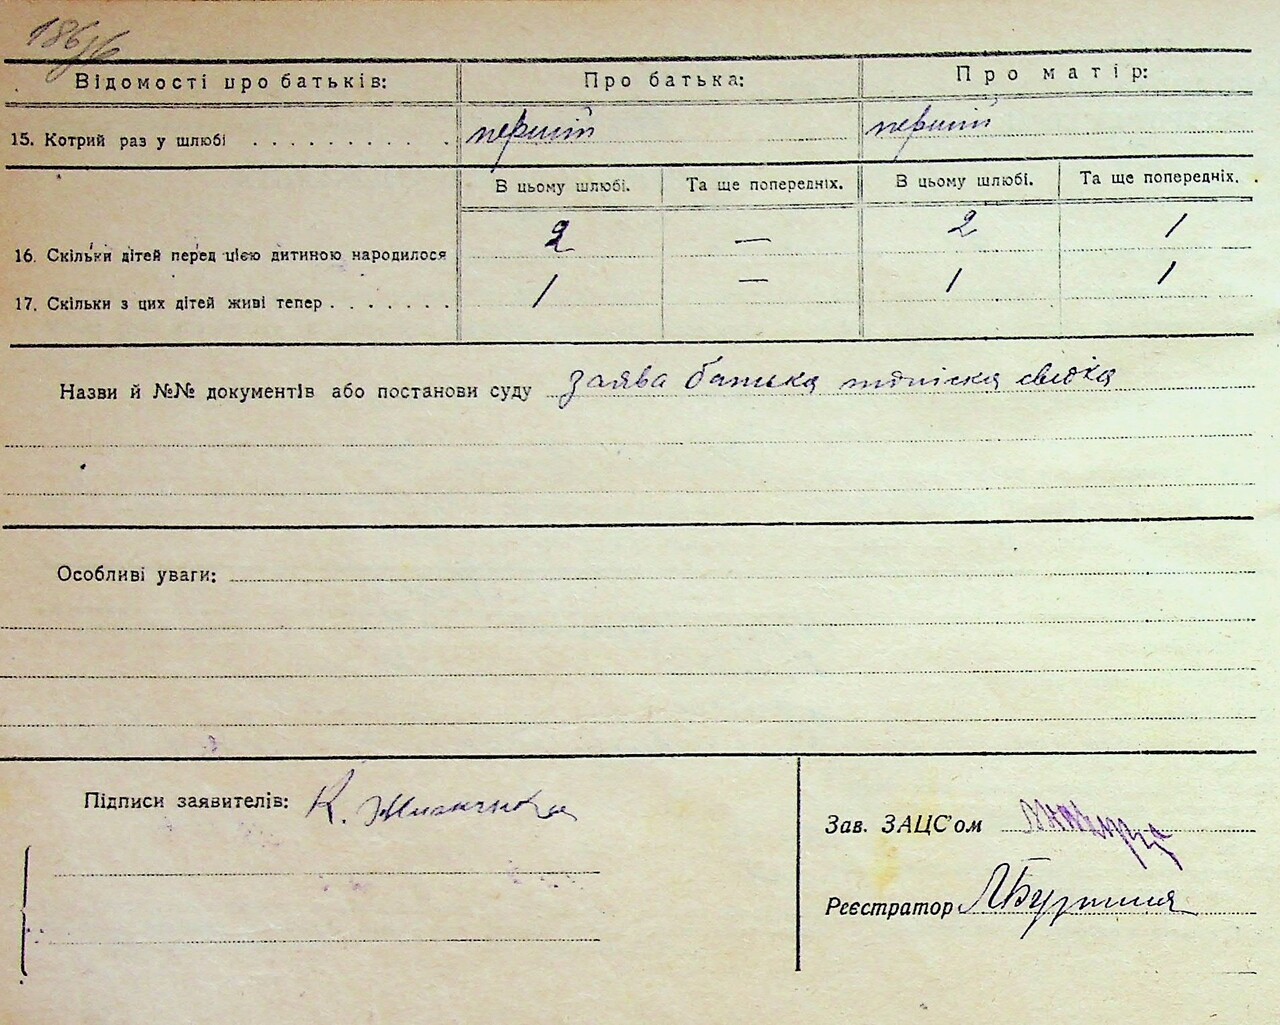 186/6
Відомості про батьків: Про батька: Про матір:
15. Котрий раз у шлюбі перший перший
В цьому шлюбі. Та ще попередніх. В цьому шлюбі. Та ще попередніх.
16. Скільки дітей перед цією дитиною народилося 2 — 2 1
17. Скільки з цих дітей живі тепер 1 — 1 1
Назви й №№ документів або постанови суду заява батька підписка свідка
Особливі уваги:
Підписи заявителів: К.
Зав. ЗАЦС'ом
Реєстратор